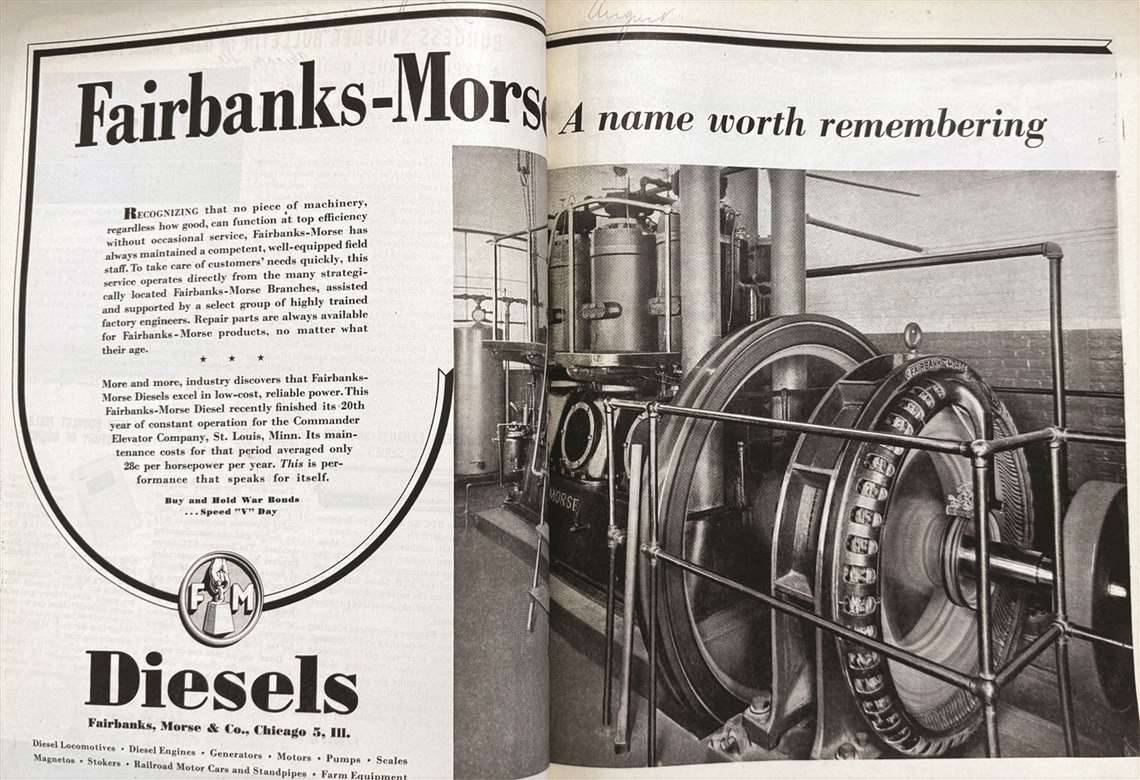 August
Fairbanks-Morse
A name worth remembering
RECOGNIZING that no piece of machinery,
regardless how good, can function at top efficiency
without occasional service, Fairbanks-Morse has
always maintained a competent, well-equipped field
staff. To take care of customers' needs quickly, this
service operates directly from the many strategi-
cally located Fairbanks-Morse Branches, assisted
and supported by a select group of highly trained
factory engineers. Repair parts are always available
for Fairbanks-Morse products, no matter what
their age.
★ ★ ★
More and more, industry discovers that Fairbanks-
Morse Diesels excel in low-cost, reliable power. This
Fairbanks-Morse Diesel recently finished its 20th
year of constant operation for the Commander
Elevator Company, St. Louis, Minn. Its main-
tenance costs for that period averaged only
28c per horsepower per year. This is per-
formance that speaks for itself.
Buy and Hold War Bonds
...Speed "V" Day
F M
Diesels
Fairbanks, Morse & Co., Chicago 5, Ill.
Diesel Locomotives • Diesel Engines • Generators • Motors • Pumps • Scales
Magnetos • Stokers • Railroad Motor Cars and Standpipes • Farm Equipment
FAIRBANKS-MORSE
MORSE